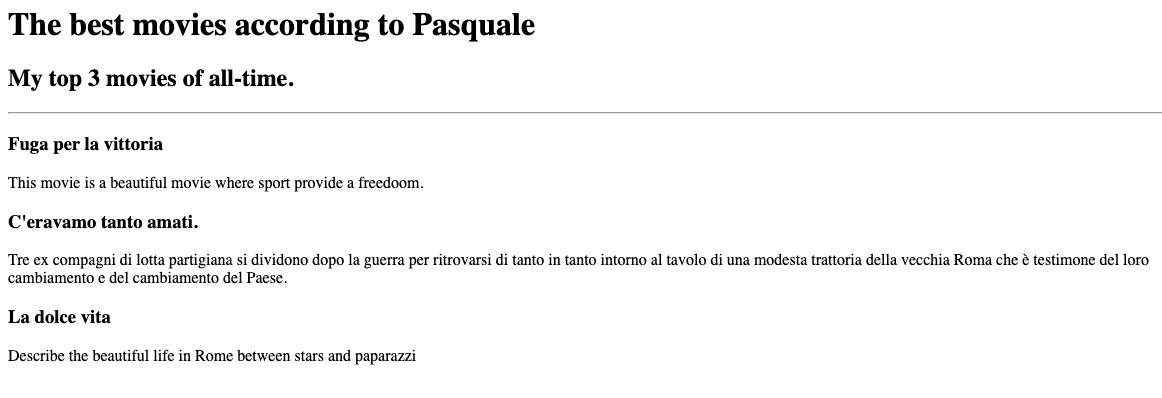 The best movies according to Pasquale
My top 3 movies of all-time.
Fuga per la vittoria
This movie is a beautiful movie where sport provide a freedoom.
C'eravamo tanto amati.
Tre ex compagni di lotta partigiana si dividono dopo la guerra per ritrovarsi di tanto in tanto intorno al tavolo di una modesta trattoria della vecchia Roma che è testimone del loro
cambiamento e del cambiamento del Paese.
La dolce vita
Describe the beautiful life in Rome between stars and paparazzi